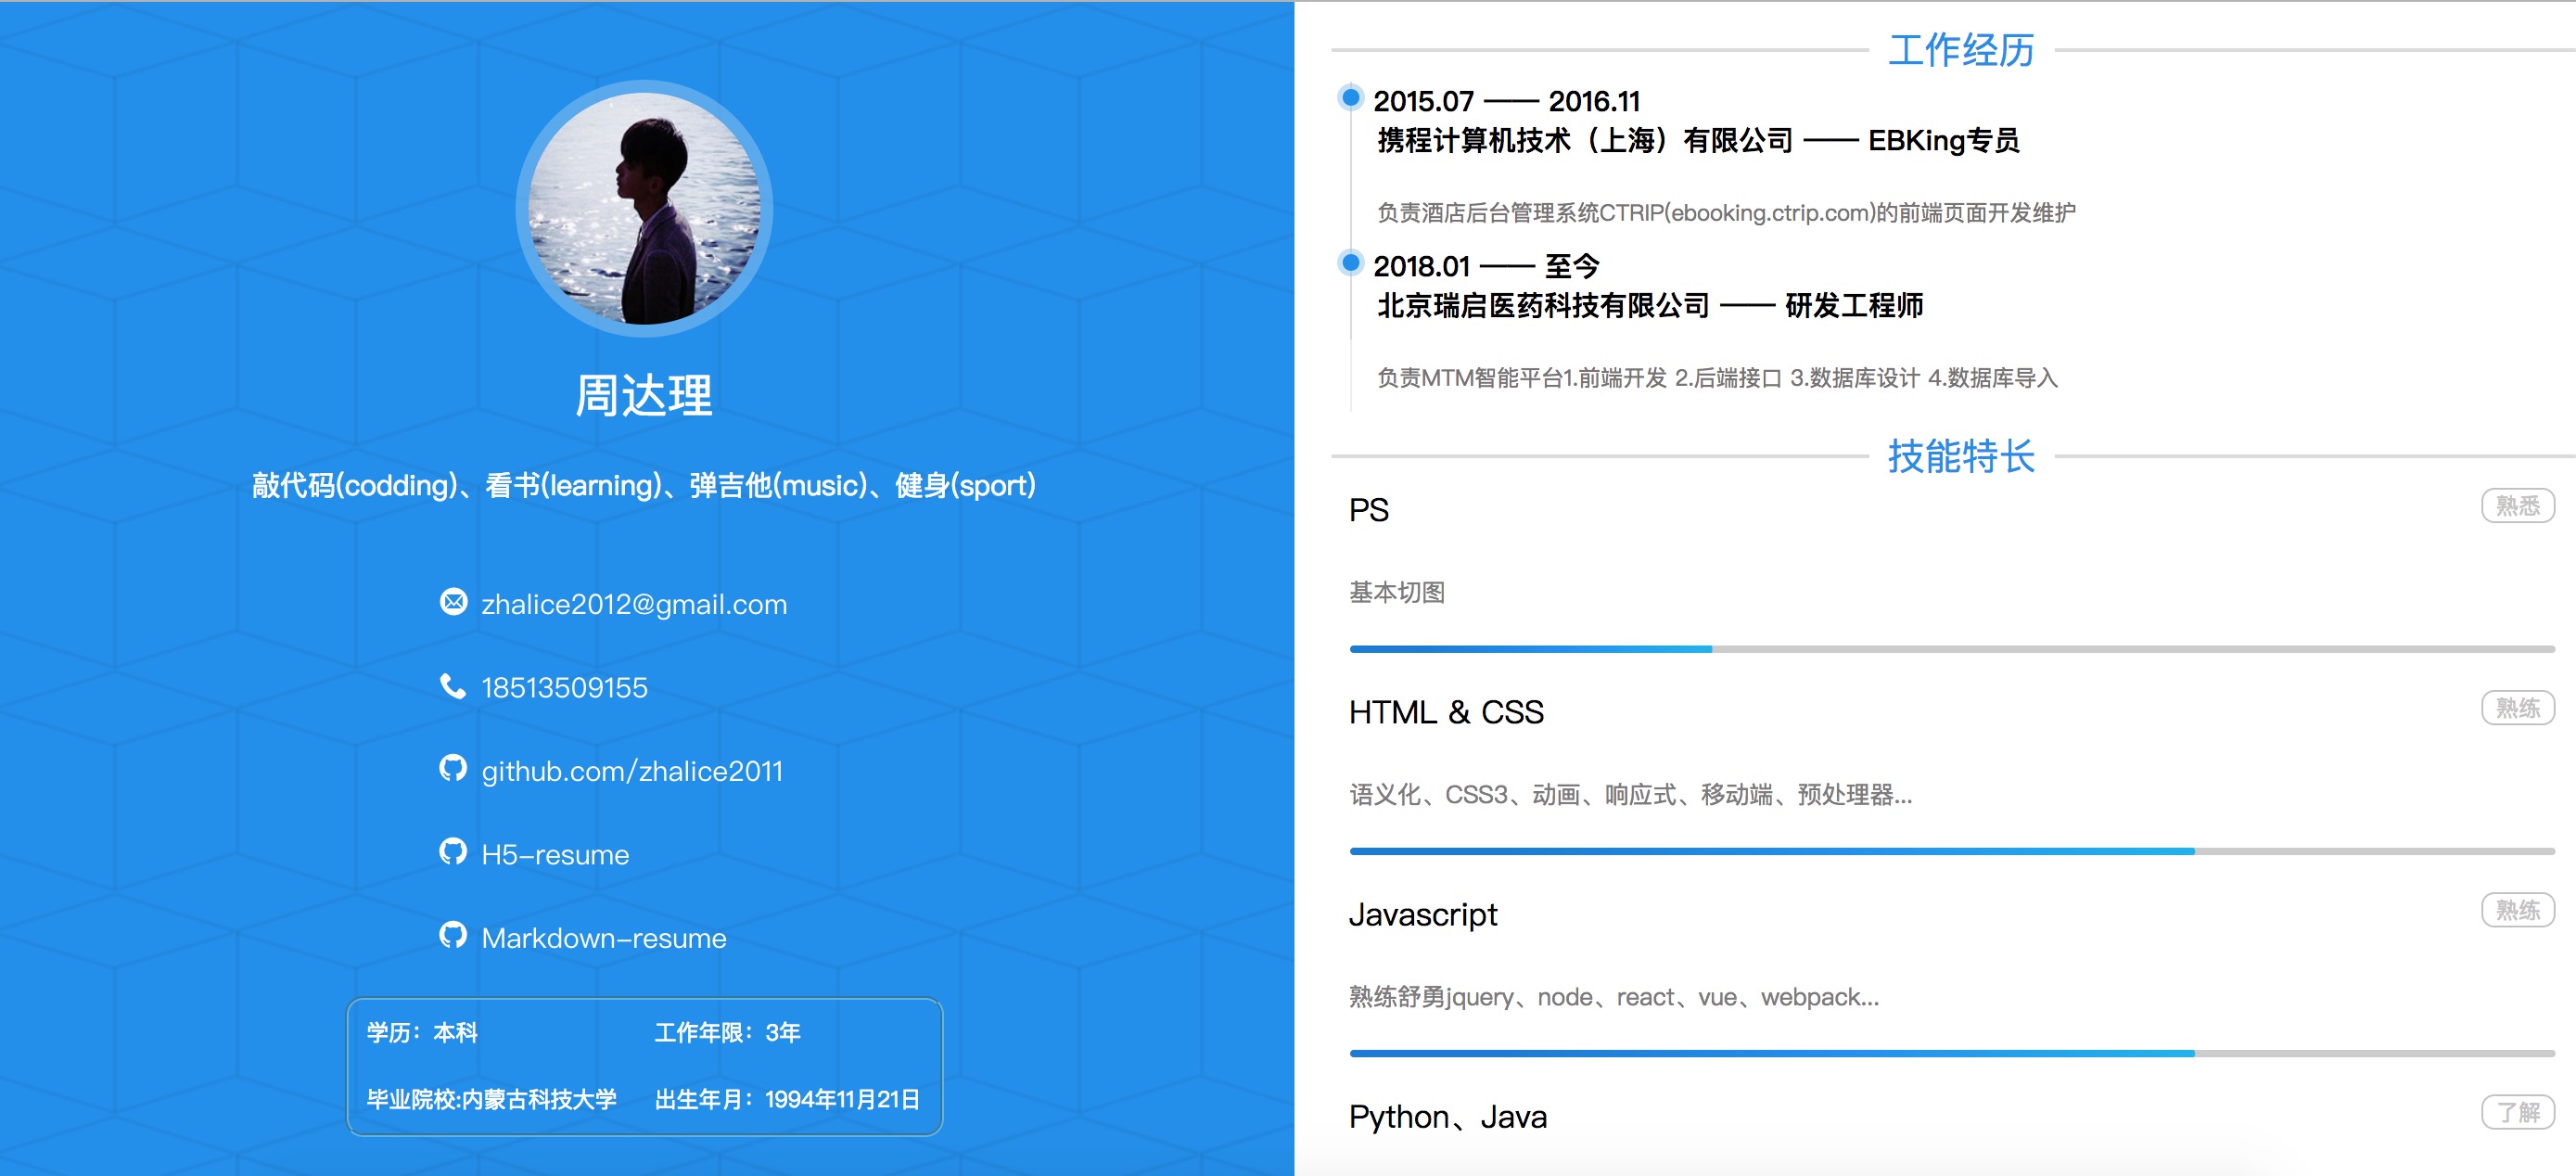 周达理
敲代码(codding)、看书(learning)、弹吉他(music)、健身(sport)
zhalice2012@gmail.com
18513509155
github.com/zhalice2011
H5-resume
Markdown-resume
学历：本科 工作年限：3年
毕业院校:内蒙古科技大学 出生年月：1994年11月21日
工作经历
2015.07 —— 2016.11
携程计算机技术（上海）有限公司 —— EBKing专员
负责酒店后台管理系统CTRIP(ebooking.ctrip.com)的前端页面开发维护
2018.01 —— 至今
北京瑞启医药科技有限公司 —— 研发工程师
负责MTM智能平台1.前端开发 2.后端接口 3.数据库设计 4.数据库导入
技能特长
PS 熟悉
基本切图
HTML & CSS 熟练
语义化、CSS3、动画、响应式、移动端、预处理器...
Javascript 熟练
熟练舒勇jquery、node、react、vue、webpack...
Python、Java 了解